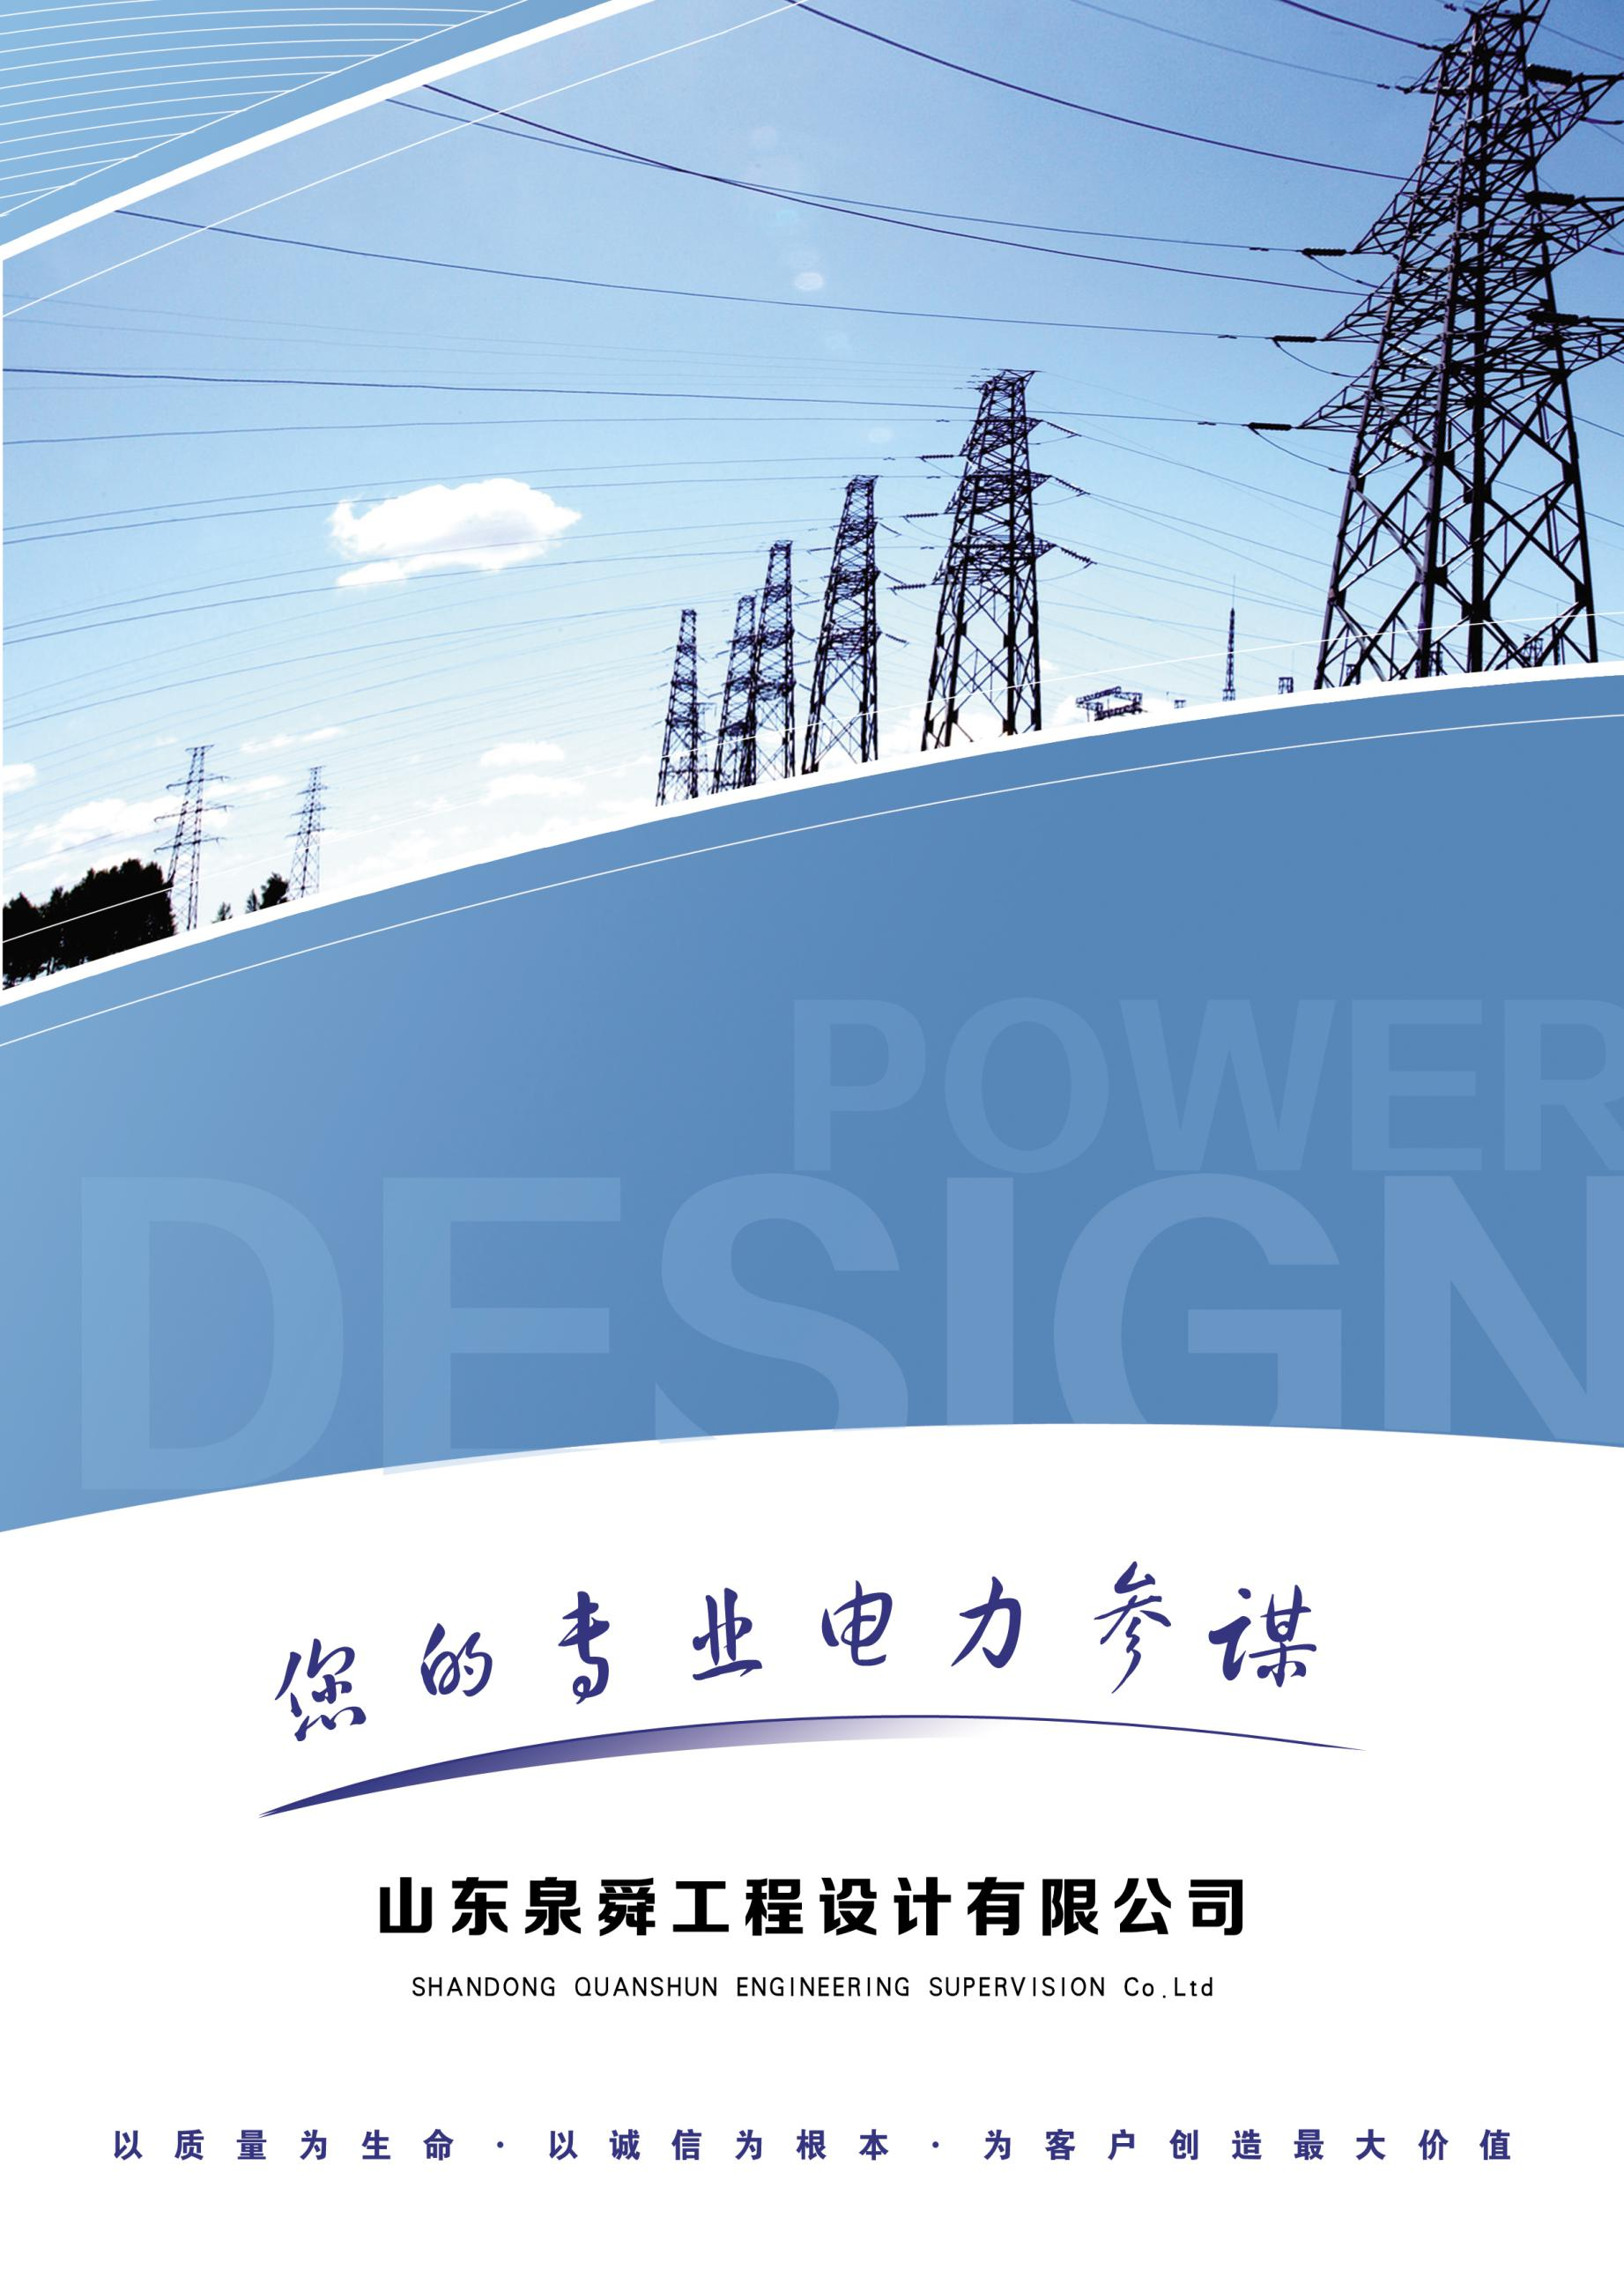 POWER
DESIGN
您的专业电力参谋
山东泉舜工程设计有限公司
SHANDONG QUANSHUN ENGINEERING SUPERVISION Co.Ltd
以质量为生命·以诚信为根本·为客户创造最大价值